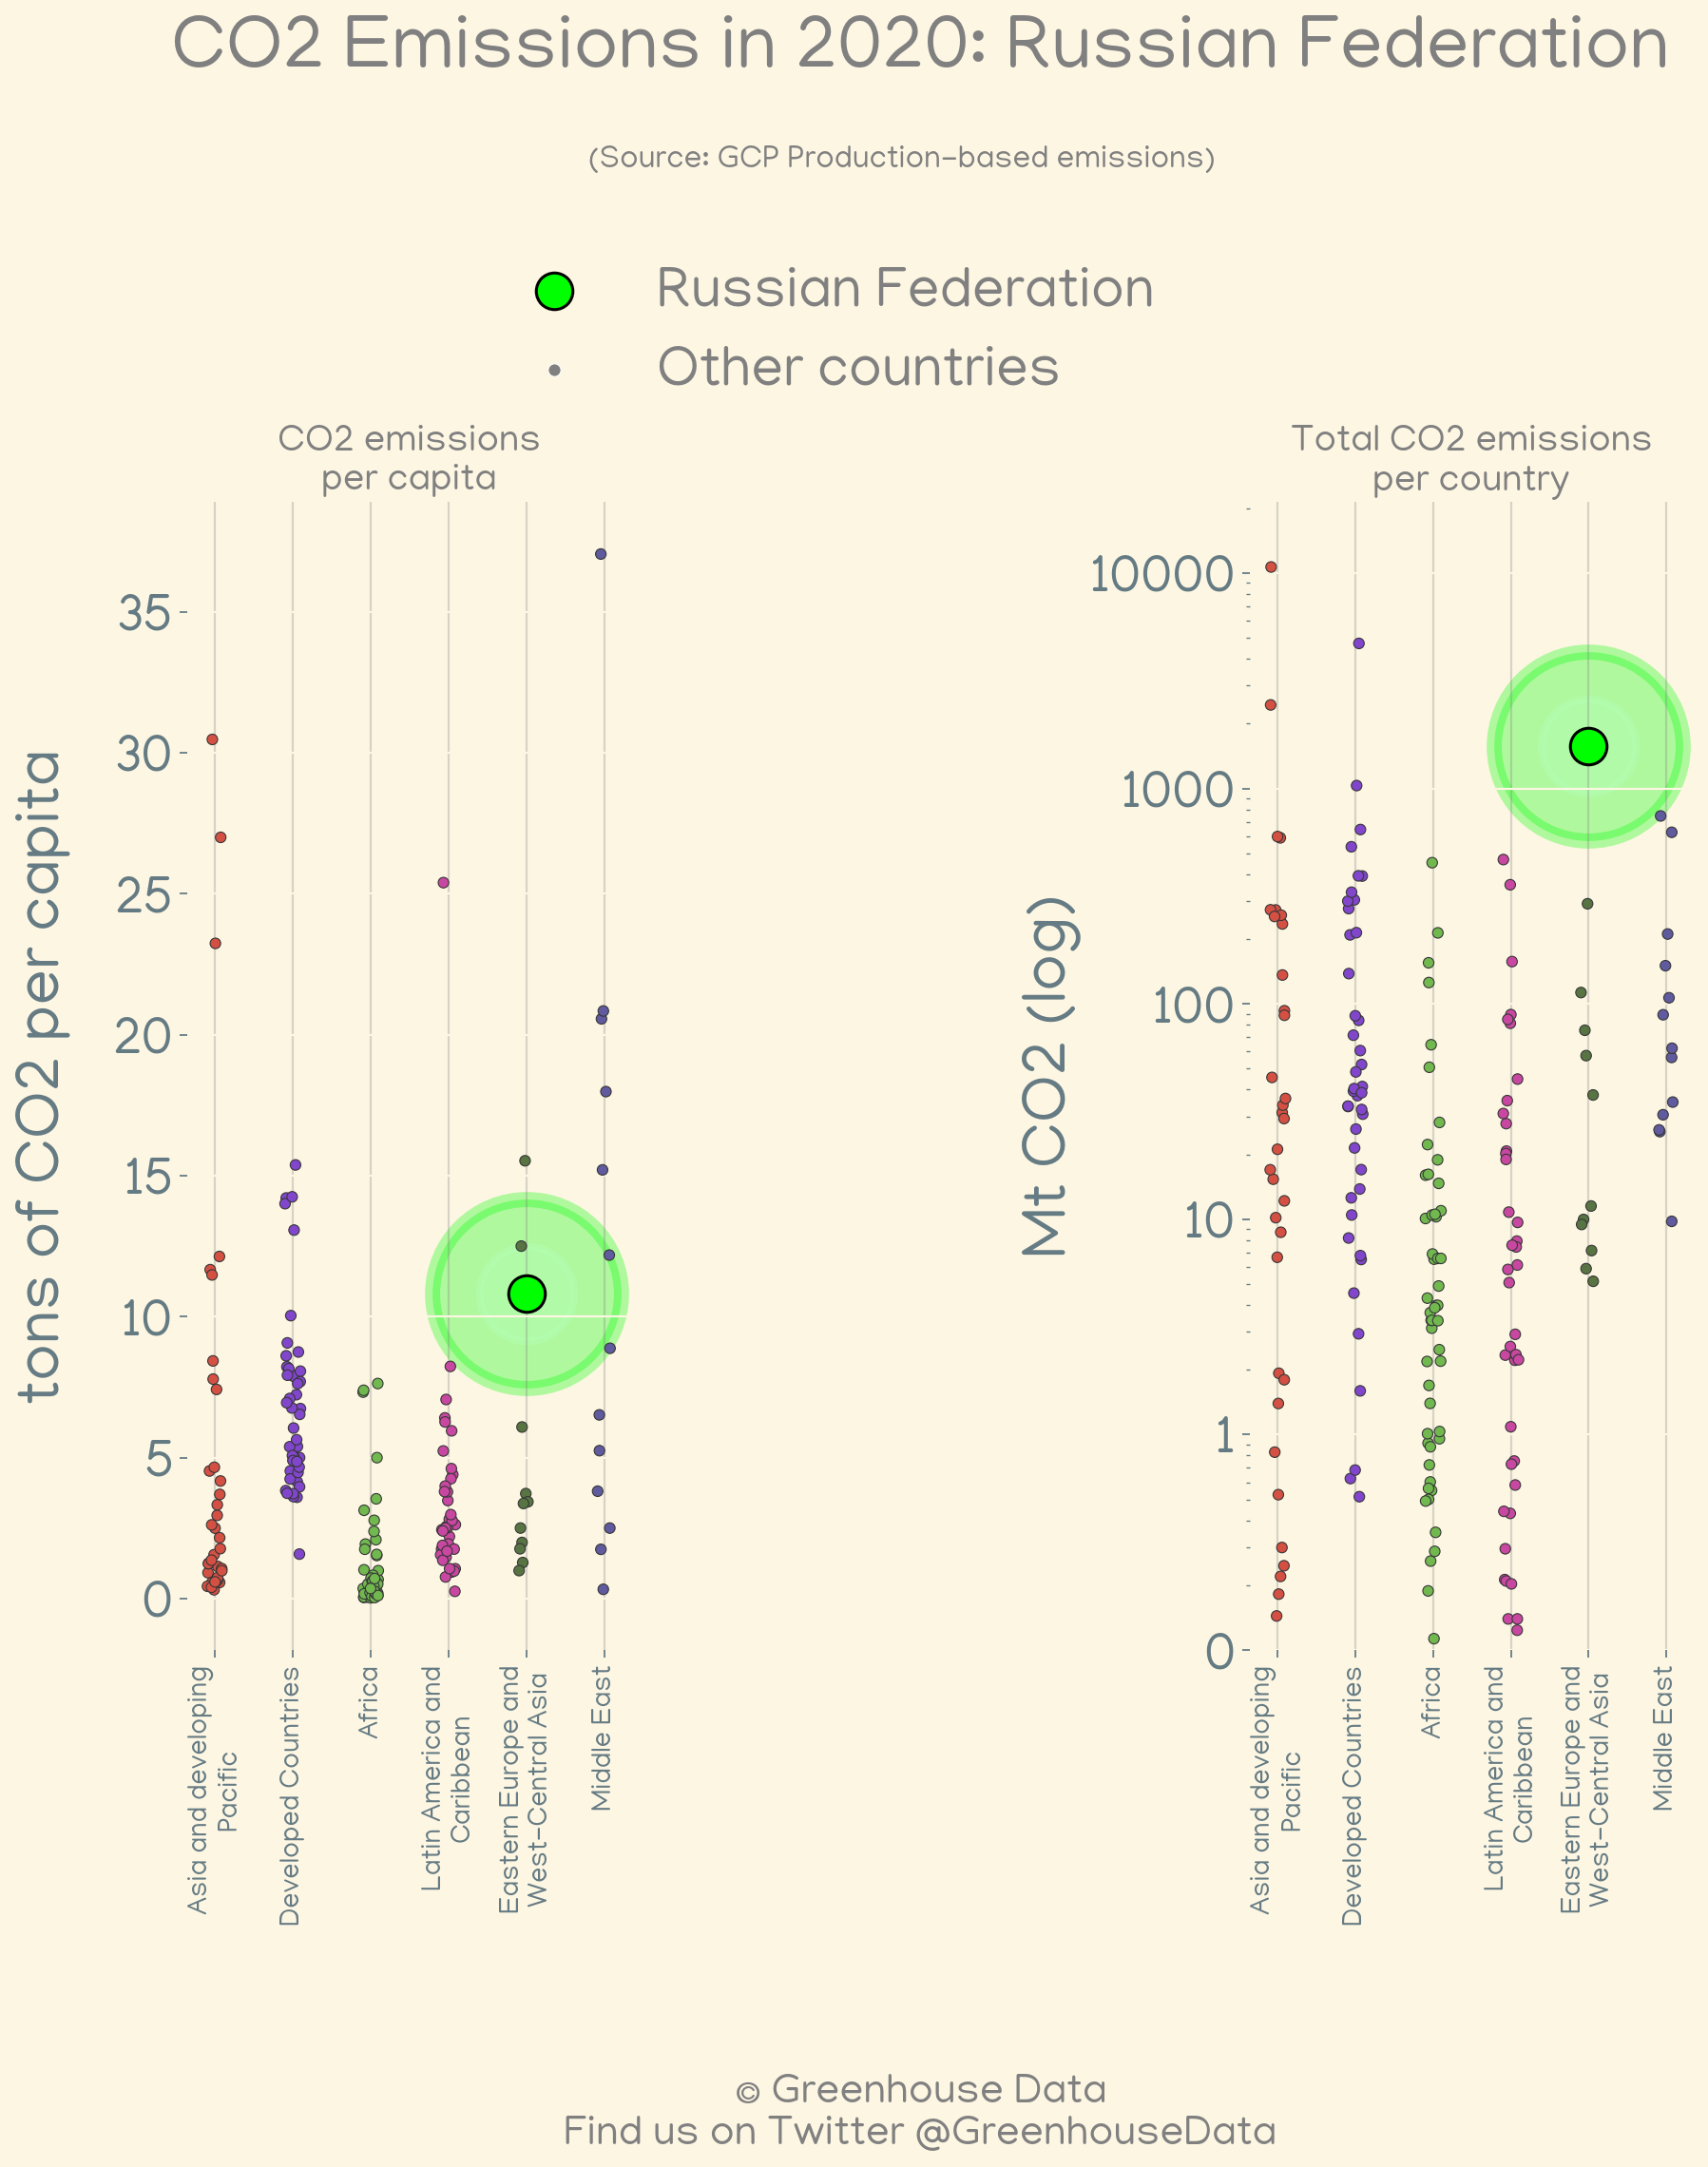 CO2 Emissions in 2020: Russian Federation
(Source: GCP Production-based emissions)
Russian Federation
Other countries
CO2 emissions
per capita
tons of CO2 per capita
35
30
25
20
15
10
5
0
Asia and developing
Pacific
Developed Countries
Africa
Latin America and
Caribbean
Eastern Europe and
West-Central Asia
Middle East
Total CO2 emissions
per country
Mt CO2 (log)
10000
1000
100
10
1
0
Asia and developing
Pacific
Developed Countries
Africa
Latin America and
Caribbean
Eastern Europe and
West-Central Asia
Middle East
© Greenhouse Data
Find us on Twitter @GreenhouseData